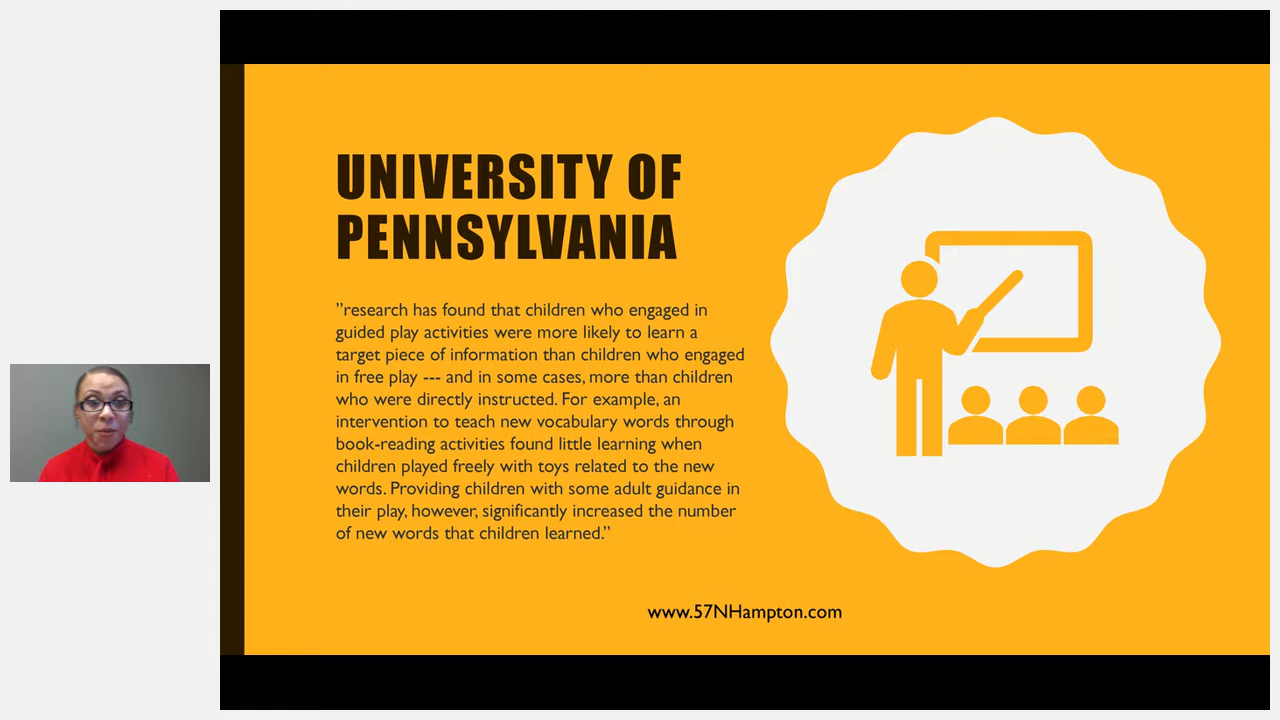 UNIVERSITY OF
PENNSYLVANIA
”research has found that children who engaged in
guided play activities were more likely to learn a
target piece of information than children who engaged
in free play --- and in some cases, more than children
who were directly instructed. For example, an
intervention to teach new vocabulary words through
book-reading activities found little learning when
children played freely with toys related to the new
words. Providing children with some adult guidance in
their play, however, significantly increased the number
of new words that children learned.”
www.57NHampton.com